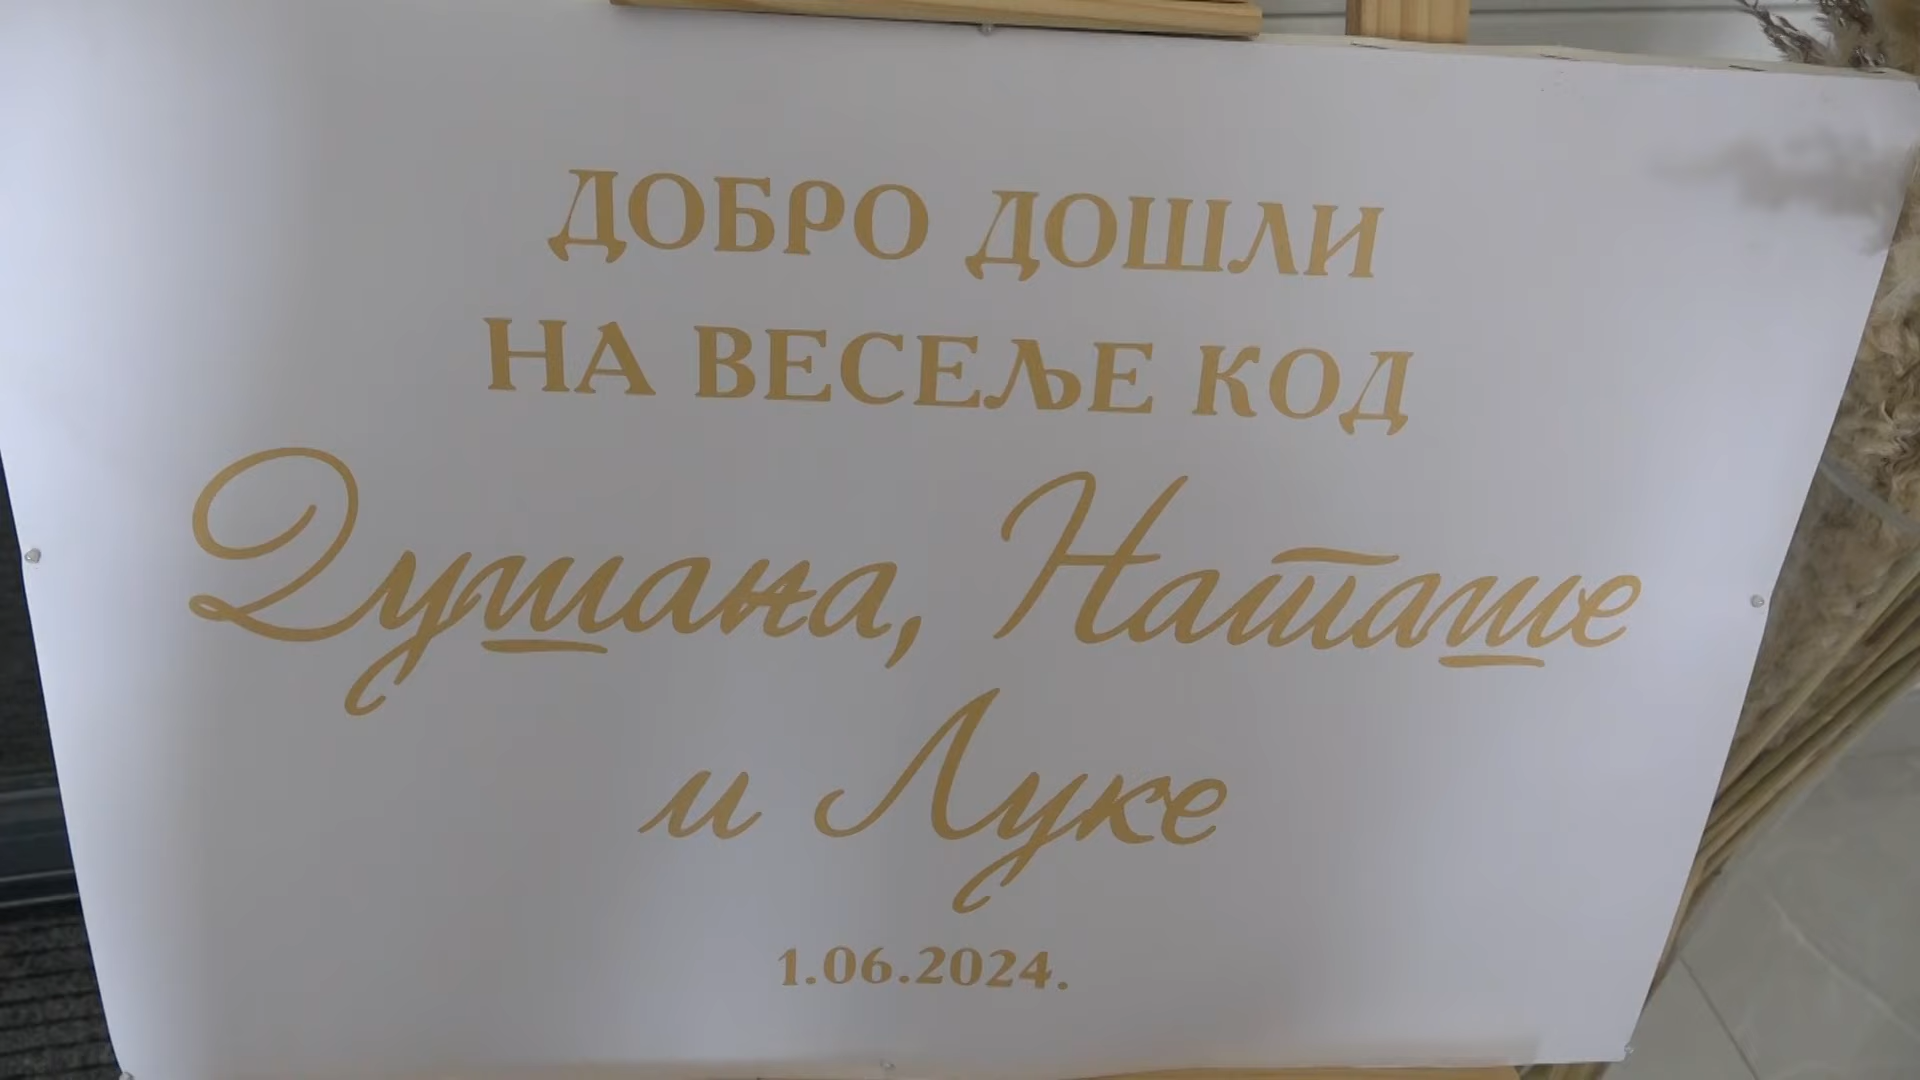 ДОБРО ДОШЛИ
НА ВЕСЕЉЕ КОД
Душана, Наташе
и Луке
1.06.2024.